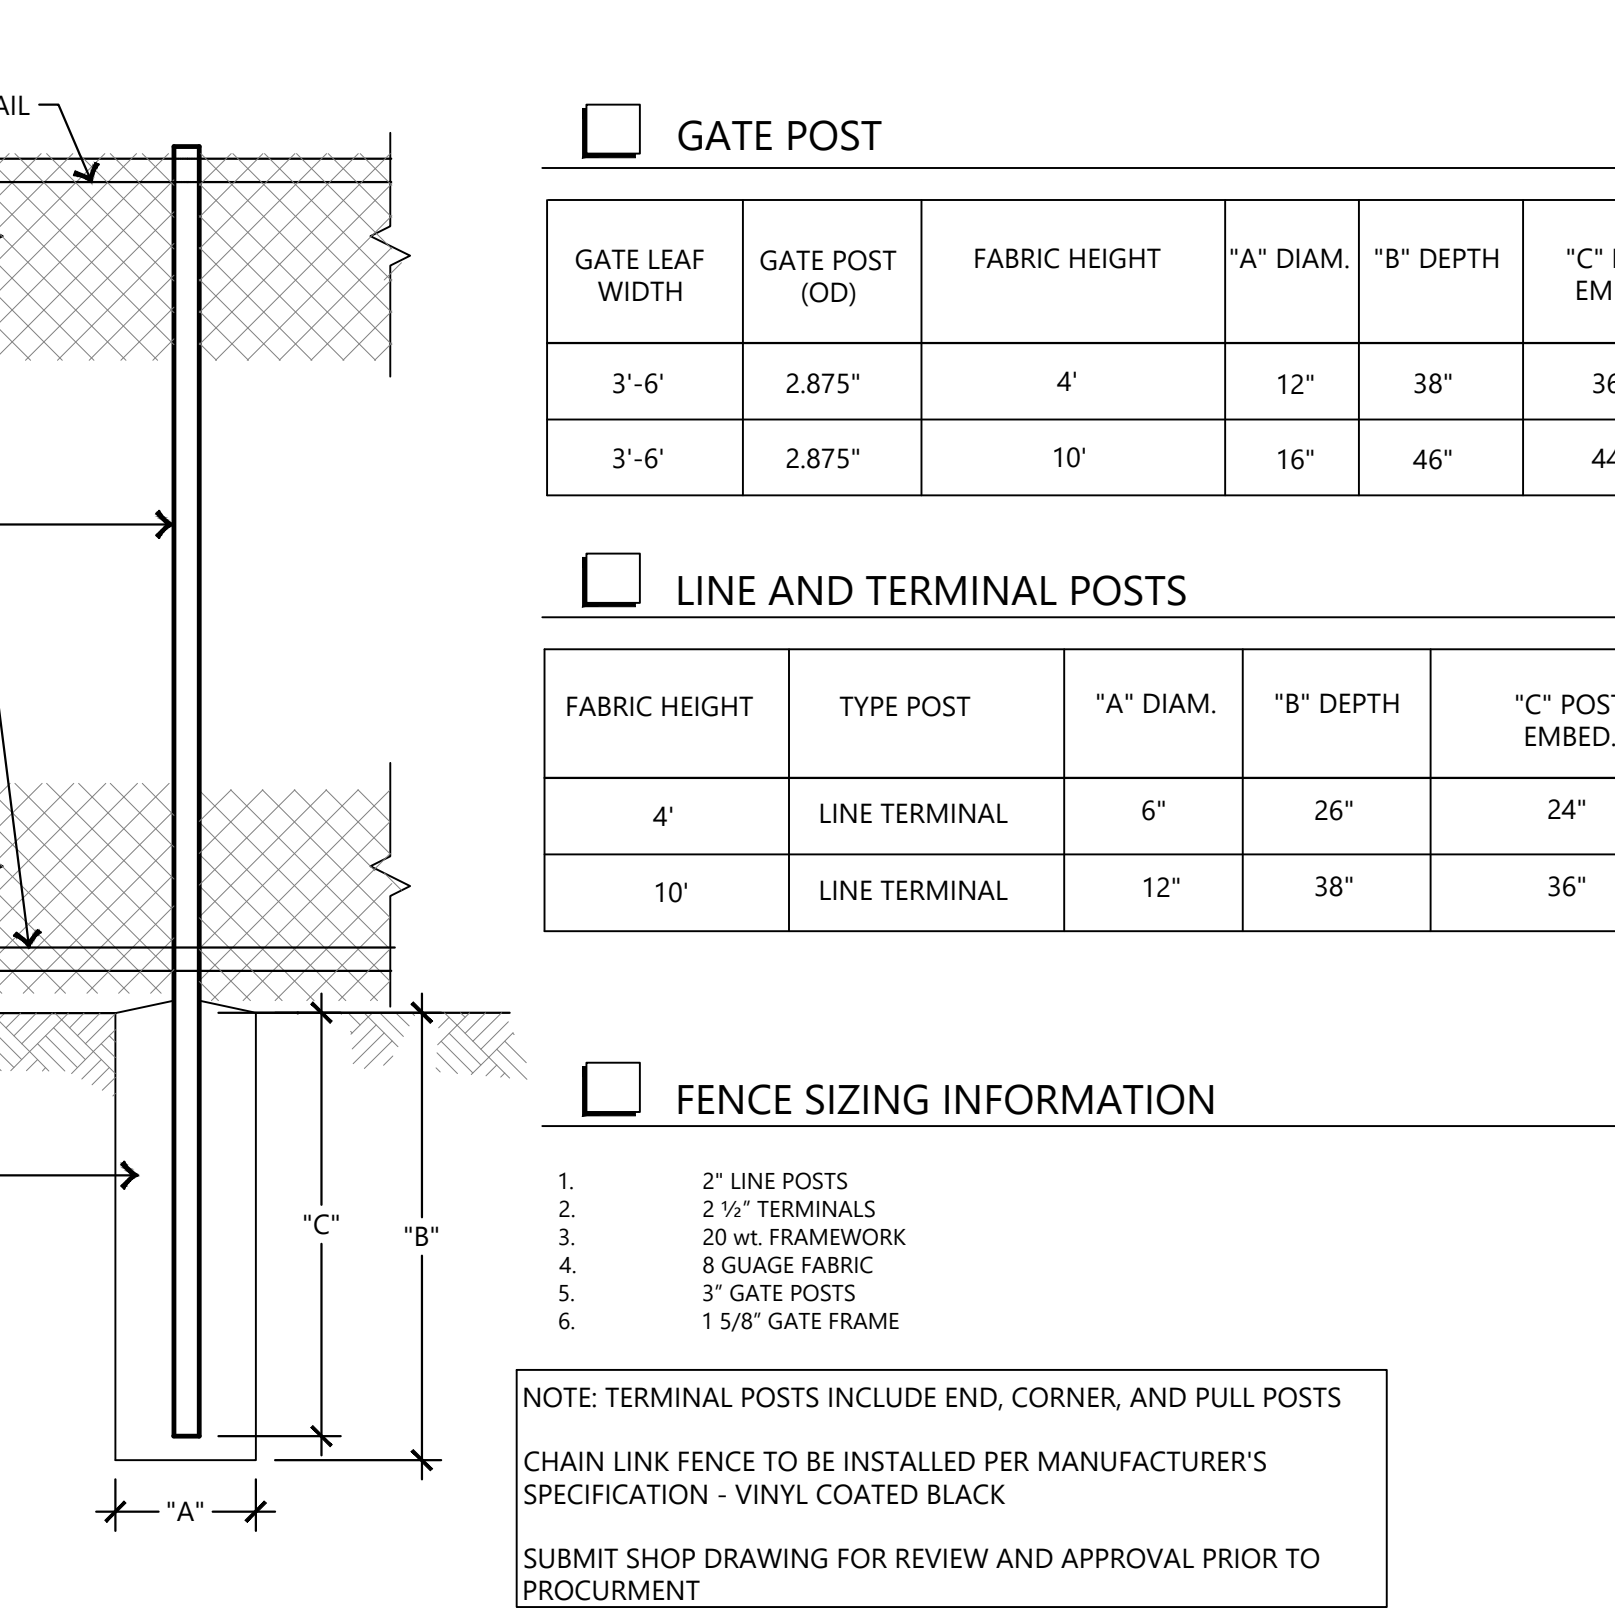 AIL
GATE POST
GATE LEAF
WIDTH
GATE POST
(OD)
FABRIC HEIGHT
"A" DIAM.
"B" DEPTH
"C"
EM
3'-6'
2.875"
4'
12"
38"
36
3'-6'
2.875"
10'
16"
46"
44
LINE AND TERMINAL POSTS
FABRIC HEIGHT
TYPE POST
"A" DIAM.
"B" DEPTH
"C" POST
EMBED.
4'
LINE TERMINAL
6"
26"
24"
10'
LINE TERMINAL
12"
38"
36"
FENCE SIZING INFORMATION
1. 2" LINE POSTS
2. 2 ½” TERMINALS
3. 20 wt. FRAMEWORK
4. 8 GUAGE FABRIC
5. 3” GATE POSTS
6. 1 5/8” GATE FRAME
"C"
"B"
"A"
NOTE: TERMINAL POSTS INCLUDE END, CORNER, AND PULL POSTS
CHAIN LINK FENCE TO BE INSTALLED PER MANUFACTURER'S
SPECIFICATION - VINYL COATED BLACK
SUBMIT SHOP DRAWING FOR REVIEW AND APPROVAL PRIOR TO
PROCURMENT